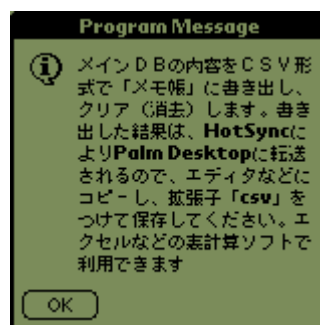 Program Message
メインＤＢの内容をＣＳＶ形
式で「メモ帳」に書き出し、
クリア（消去）します。書き
出した結果は、HotSyncに
よりPalm Desktopに転送
されるので、エディタなどに
コピーし、拡張子「csv」を
つけて保存してください。エ
クセルなどの表計算ソフトで
利用できます
OK